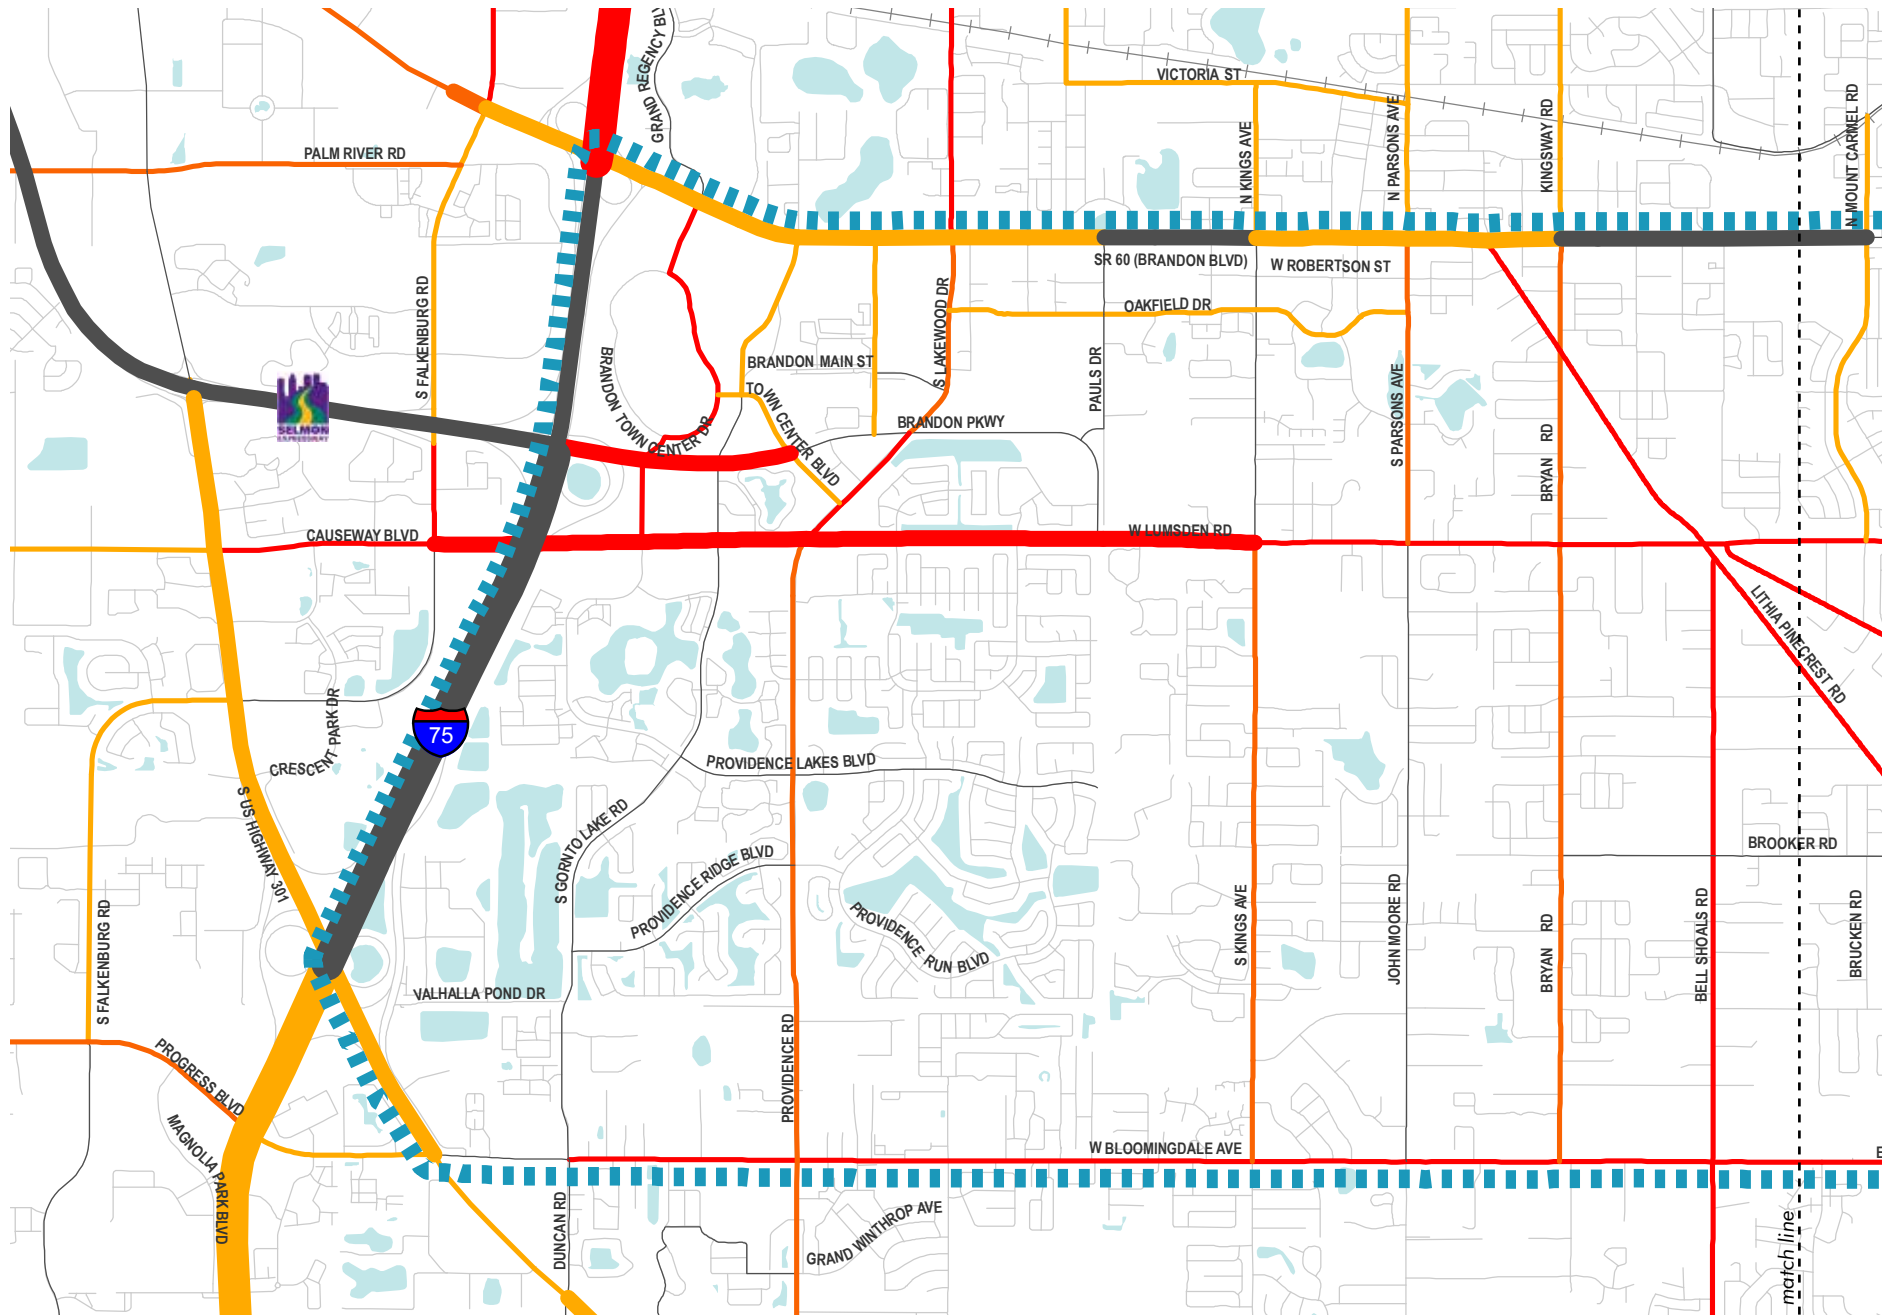 GRAND REGENCY BLV
VICTORIA ST
N MOUNT CARMEL RD
N PARSONS AVE
KINGSWAY RD
N KINGS AVE
PALM RIVER RD
SR 60 (BRANDON BLVD)
W ROBERTSON ST
S FALKENBURG RD
OAKFIELD DR
S LAKEWOOD DR
BRANDON MAIN ST
PAULS DR
BRANDON TOWN CENTER DR
TOWN CENTER BLVD
S PARSONS AVE
SELMON
EXPRESSWAY
BRANDON PKWY
BRYAN RD
CAUSEWAY BLVD
W LUMSDEN RD
LITHIA PINECREST RD
CRESCENT PARK DR
75
PROVIDENCE LAKES BLVD
S US HIGHWAY 301
S GORNTO LAKE RD
BROOKER RD
PROVIDENCE RIDGE BLVD
S FALKENBURG RD
PROVIDENCE RUN BLVD
S KINGS AVE
JOHN MOORE RD
BRYAN RD
BELL SHOALS RD
BRUCKEN RD
VALHALLA POND DR
PROVIDENCE RD
PROGRESS BLVD
MAGNOLIA PARK BLVD
W BLOOMINGDALE AVE
E
DUNCAN RD
GRAND WINTHROP AVE
match line